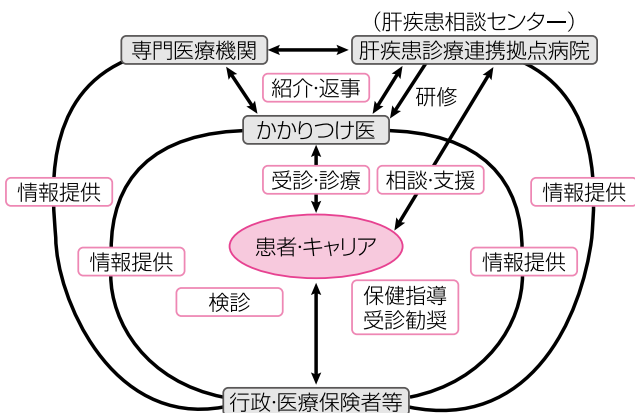 （肝疾患相談センター）
専門医療機関
肝疾患診療連携拠点病院
紹介・返事
研修
かかりつけ医
受診・診療
相談・支援
情報提供
情報提供
患者・キャリア
情報提供
情報提供
検診
保健指導
受診勧奨
行政・医療保険者等